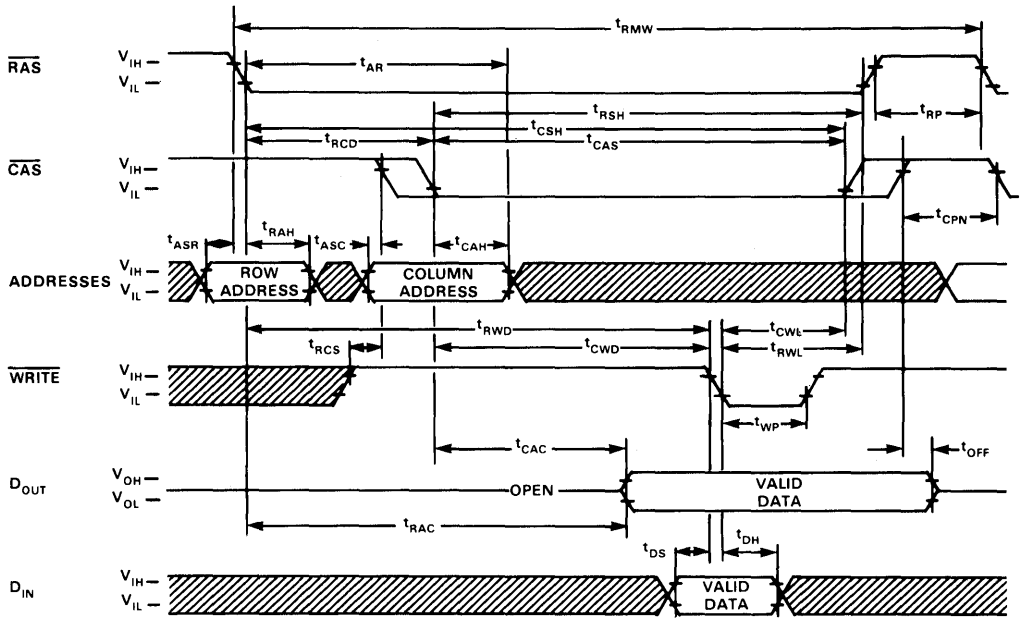 tRMW
RAS
VIH
VIL
tAR
tRSH
tRP
tCSH
tRCD
tCAS
CAS
VIH
VIL
tCPN
tASR
tRAH
tASC
tCAH
ADDRESSES
VIH
VIL
ROW
ADDRESS
COLUMN
ADDRESS
tRWD
tCWL
tRCS
tCWD
tRWL
WRITE
VIH
VIL
tWP
tCAC
tOFF
DOUT
VOH
VOL
OPEN
VALID
DATA
tRAC
tDS
tDH
DIN
VIH
VIL
VALID
DATA